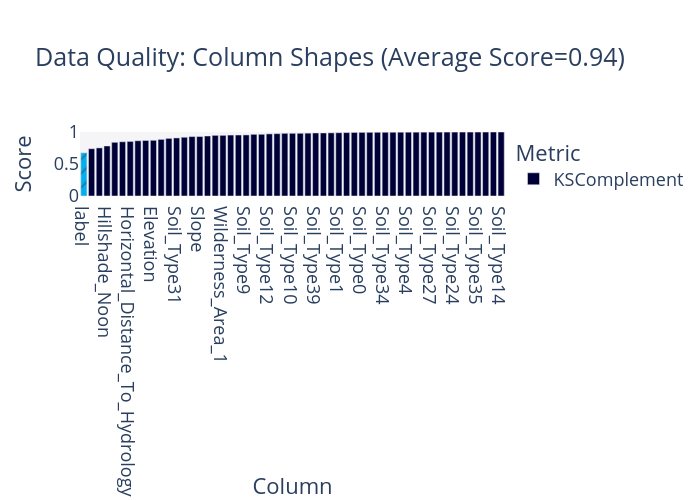 Data Quality: Column Shapes (Average Score=0.94)
Score
1
0.5
0
label
Hillshade_Noon
Horizontal_Distance_To_Hydrology
Elevation
Soil_Type31
Slope
Wilderness_Area_1
Soil_Type9
Soil_Type12
Soil_Type10
Soil_Type39
Soil_Type1
Soil_Type0
Soil_Type34
Soil_Type4
Soil_Type27
Soil_Type24
Soil_Type35
Soil_Type14
Column
Metric
KSComplement